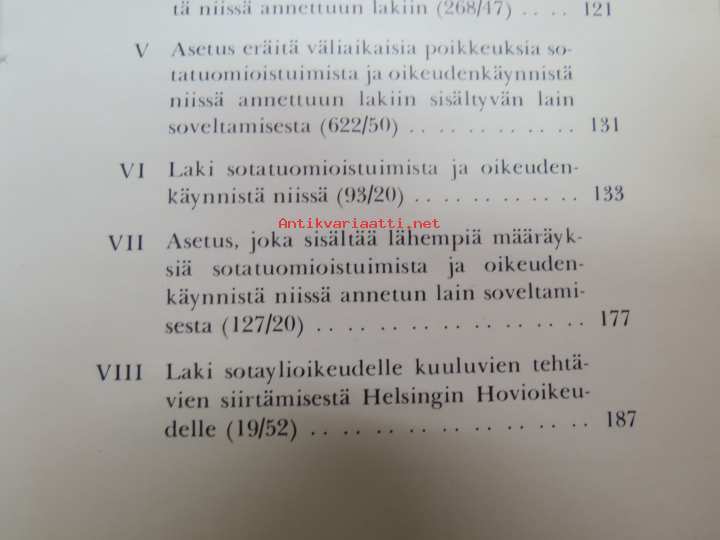 tä niissä annettuun lakiin (268/47) . . . . 121
V Asetus eräitä väliaikaisia poikkeuksia so-
tatuomioistuimista ja oikeudenkäynnistä
niissä annettuun lakiin sisältyvän lain
soveltamisesta (622/50) . . . . . . . . . . . 131
VI Laki sotatuomioistuimista ja oikeuden-
käynnistä niissä (93/20) . . . . . . . . . . . 133
Antikvariaatti.net
VII Asetus, joka sisältää lähempiä määräyk-
siä sotatuomioistuimista ja oikeuden-
käynnistä niissä annetun lain soveltami-
sesta (127/20) . . . . . . . . . . . . . . . . . 177
VIII Laki sotaylioikeudelle kuuluvien tehtä-
vien siirtämisestä Helsingin Hovioikeu-
delle (19/52) . . . . . . . . . . . . . . . . . . 187